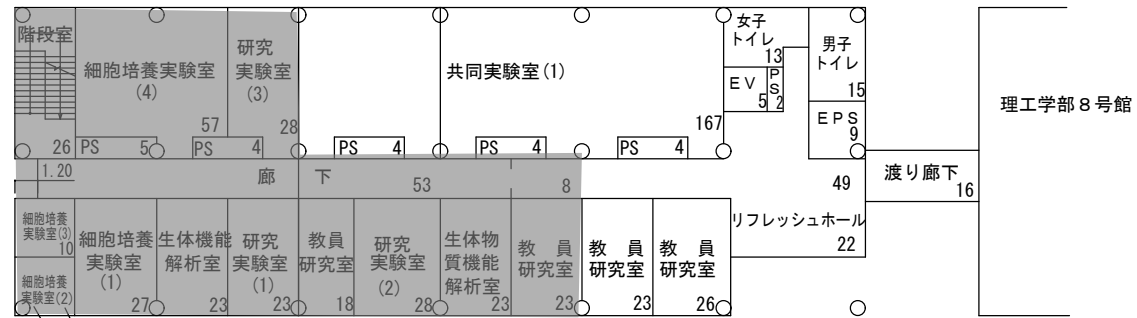 階段室
26
細胞培養実験室
(4)
57
研究
実験室
(3)
28
PS 5
PS 4
共同実験室(1)
167
PS 4
PS 4
PS 4
女子
トイレ
13
EV
5
PS
2
男子
トイレ
15
EPS
9
理工学部8号館
1.20
廊下
53
8
49
渡り廊下
16
リフレッシュホール
22
細胞培養
実験室(3)
10
細胞培養
実験室(2)
細胞培養
実験室
(1)
27
生体機能
解析室
23
研究
実験室
(1)
23
教員
研究室
18
研究
実験室
(2)
28
生体物
質機能
解析室
23
教員
研究室
23
教員
研究室
23
教員
研究室
26